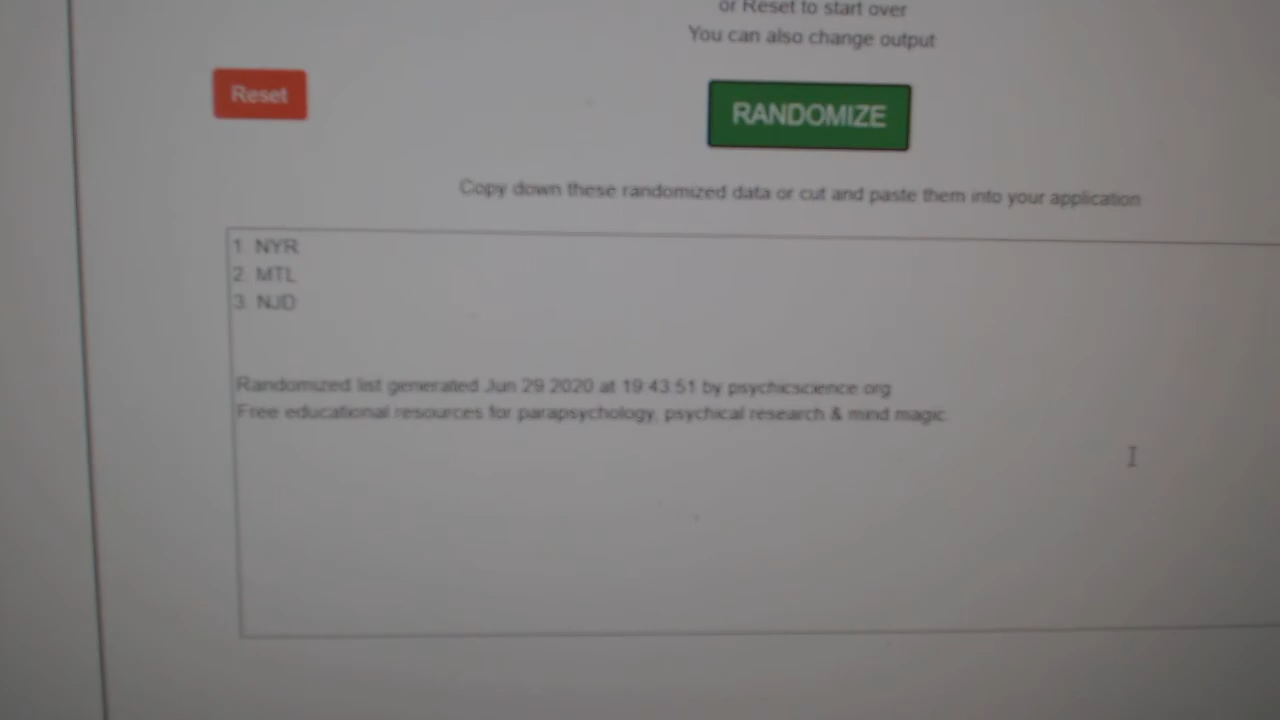 or Reset to start over
You can also change output
Reset
RANDOMIZE
Copy down these randomized data or cut and paste them into your application
1. NYR
2. MTL
3. NJD
Randomized list generated Jun 29 2020 at 19:43:51 by psychicscience.org
Free educational resources for parapsychology, psychical research & mind magic